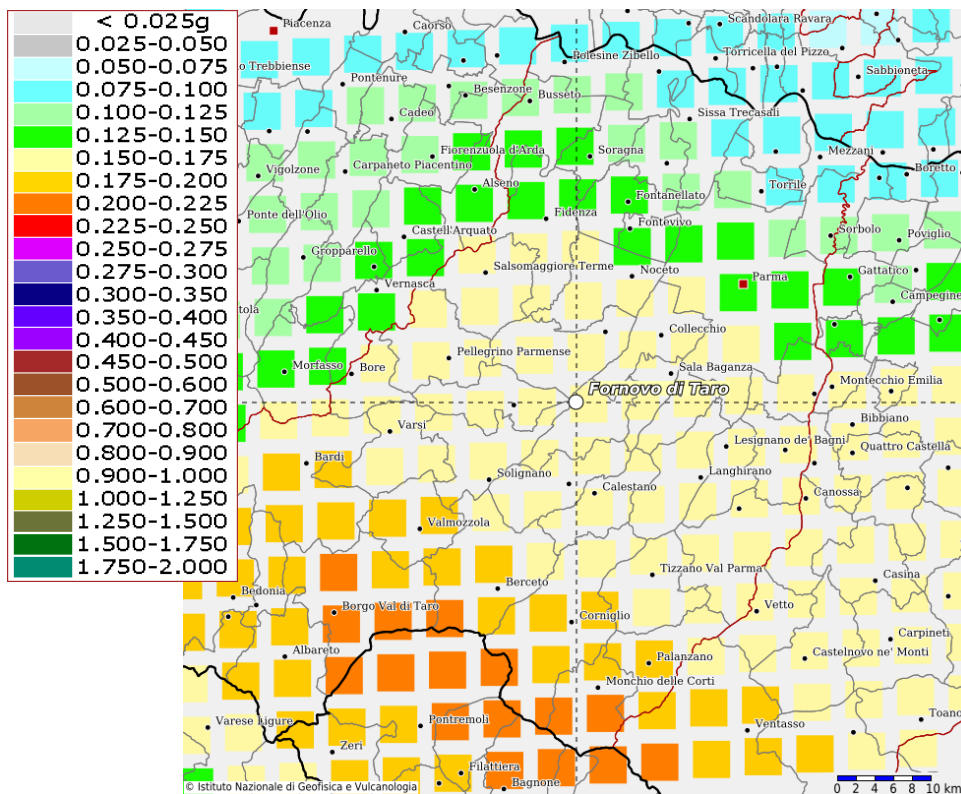 < 0.025g
0.025-0.050
0.050-0.075
0.075-0.100
0.100-0.125
0.125-0.150
0.150-0.175
0.175-0.200
0.200-0.225
0.225-0.250
0.250-0.275
0.275-0.300
0.300-0.350
0.350-0.400
0.400-0.450
0.450-0.500
0.500-0.600
0.600-0.700
0.700-0.800
0.800-0.900
0.900-1.000
1.000-1.250
1.250-1.500
1.500-1.750
1.750-2.000
Piacenza
Caorso
Scandolara Ravara
o Trebbiense
Polesine Zibello
Torricella del Pizzo
Pontenure
Sabbioneta
Besenzone
Busseto
Cadeo
Sissa Trecasali
Fiorenzuola d'Arda
Soragna
Mezzani
Vigolzone
Carpaneto Piacentino
Boretto
Alseno
Fontanellato
Torrile
Ponte dell'Olio
Fidenza
Fontevivo
Castell'Arquato
Sorbolo
Poviglio
Gropparello
Salsomaggiore Terme
Noceto
Parma
Gattatico
Vernasca
Campegine
tola
Collecchio
Pellegrino Parmense
Morfasso
Bore
Sala Baganza
Fornovo di Taro
Montecchio Emilia
Varsi
Bibbiano
Lesignano de' Bagni
Quattro Castella
Bardi
Solignano
Langhirano
Calestano
Canossa
Valmozzola
Tizzano Val Parma
Casina
Bedonia
Berceto
Borgo Val di Taro
Corniglio
Vetto
Carpineti
Albareto
Palanzano
Castelnovo ne' Monti
Monchio delle Corti
Varese Ligure
Pontremoli
Ventasso
Toano
Zeri
Filattiera
Bagnone
© Istituto Nazionale di Geofisica e Vulcanologia
0 2 4 6 8 10 km